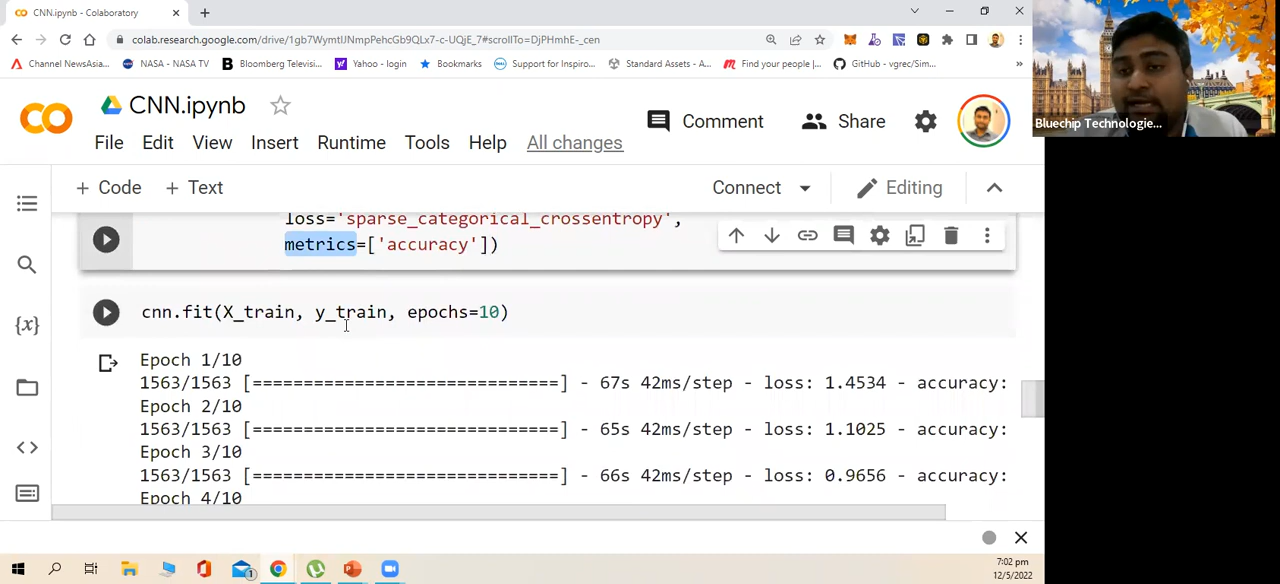 CNN.ipynb - Colaboratory
colab.research.google.com/drive/1gb7WymtIJNmpPehcGb9QLx7-c-UQjE_7#scrollTo=DjPHmhE-_cen
Channel NewsAsia...
NASA - NASA TV
Bloomberg Televisi...
Yahoo - login
Bookmarks
Support for Inspiro...
Standard Assets - A...
Find your people |...
GitHub - vgrec/Sim...
»
Bluechip Technologie...
CNN.ipynb
Comment
Share
File Edit View Insert Runtime Tools Help All changes
+ Code + Text
Connect
Editing
loss='sparse_categorical_crossentropy',
metrics=['accuracy'])
cnn.fit(X_train, y_train, epochs=10)
Epoch 1/10
1563/1563 [==============================] - 67s 42ms/step - loss: 1.4534 - accuracy:
Epoch 2/10
1563/1563 [==============================] - 65s 42ms/step - loss: 1.1025 - accuracy:
Epoch 3/10
1563/1563 [==============================] - 66s 42ms/step - loss: 0.9656 - accuracy:
Epoch 4/10
{x}
7:02 pm
12/5/2022